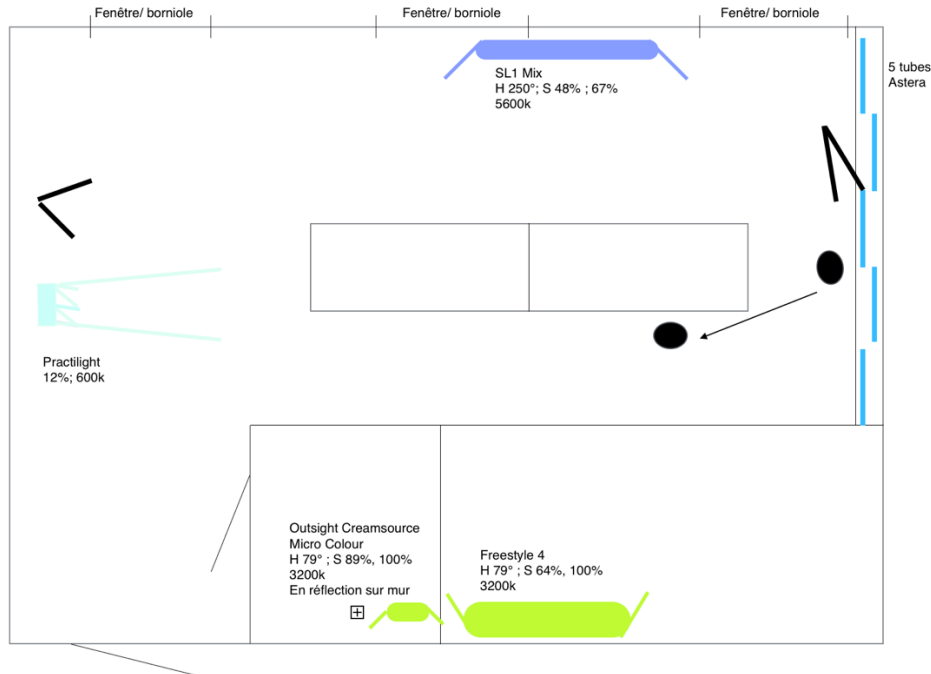 Fenêtre/ borniole
Fenêtre/ borniole
Fenêtre/ borniole
SL1 Mix
H 250°; S 48% ; 67%
5600k
5 tubes
Astera
Practilight
12%; 600k
Outsight Creamsource
Micro Colour
H 79° ; S 89%, 100%
3200k
En réflection sur mur
Freestyle 4
H 79° ; S 64%, 100%
3200k